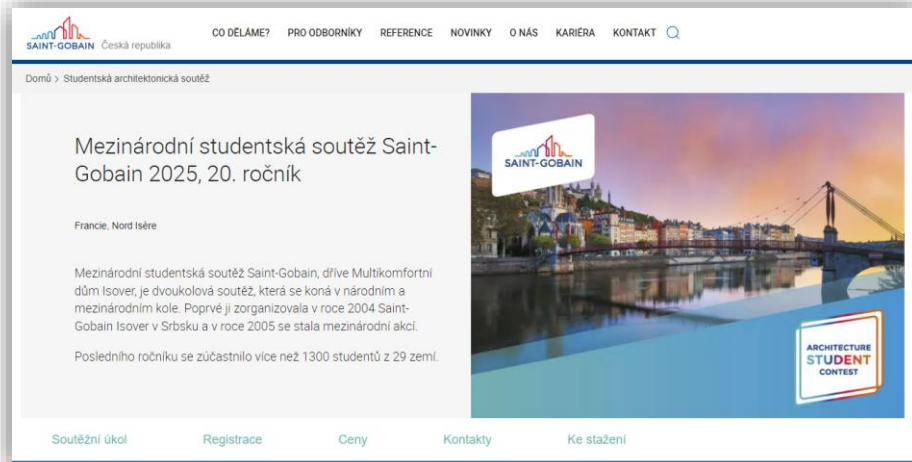 SAINT-GOBAIN Česká republika
CO DĚLÁME? PRO ODBORNÍKY REFERENCE NOVINKY O NÁS KARIÉRA KONTAKT
Domů > Studentská architektonická soutěž
Mezinárodní studentská soutěž Saint-
Gobain 2025, 20. ročník
Francie, Nord Isère
Mezinárodní studentská soutěž Saint-Gobain, dříve Multikomfortní
dům Isover, je dvoukolová soutěž, která se koná v národním a
mezinárodním kole. Poprvé ji zorganizovala v roce 2004 Saint-
Gobain Isover v Srbsku a v roce 2005 se stala mezinárodní akcí.
Posledního ročníku se zúčastnilo více než 1300 studentů z 29 zemí.
SAINT-GOBAIN
ARCHITECTURE
STUDENT
CONTEST
Soutěžní úkol Registrace Ceny Kontakty Ke stažení